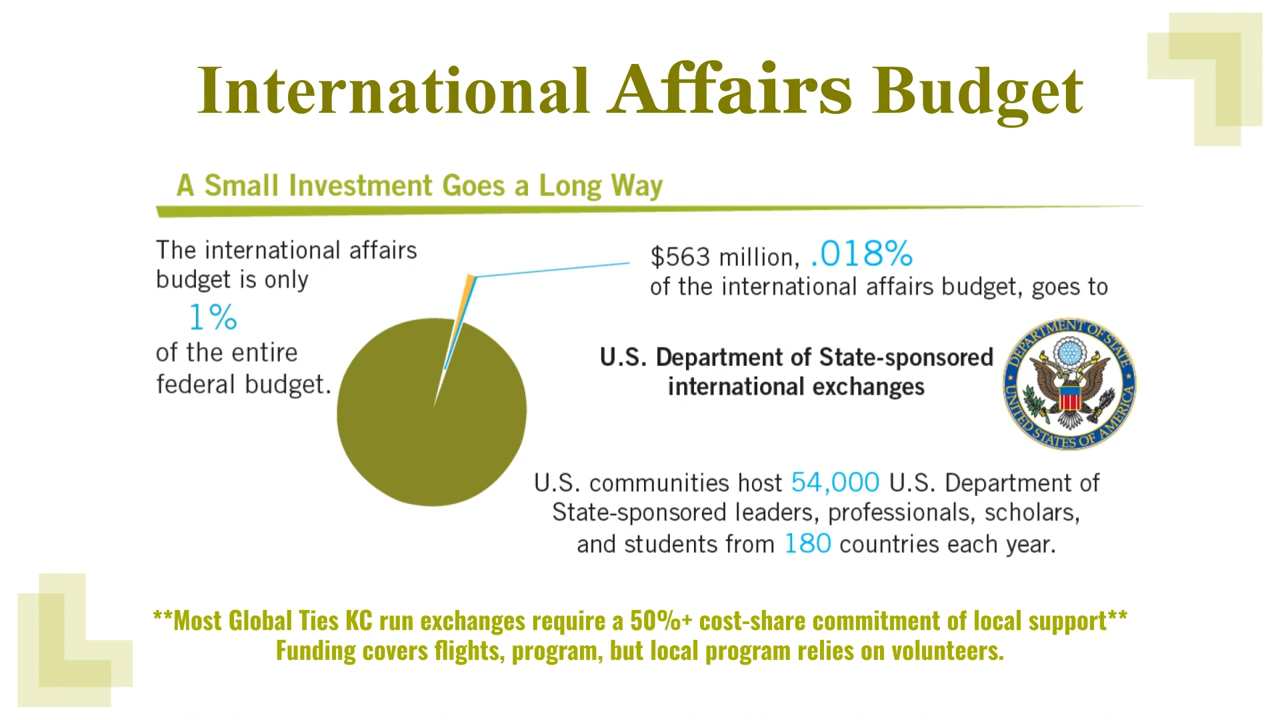 International Affairs Budget
A Small Investment Goes a Long Way
The international affairs
budget is only
1%
of the entire
federal budget.
$563 million, .018%
of the international affairs budget, goes to
U.S. Department of State-sponsored
international exchanges
DEPARTMENT OF STATE
UNITED STATES OF AMERICA
U.S. communities host 54,000 U.S. Department of
State-sponsored leaders, professionals, scholars,
and students from 180 countries each year.
**Most Global Ties KC run exchanges require a 50%+ cost-share commitment of local support**
Funding covers flights, program, but local program relies on volunteers.